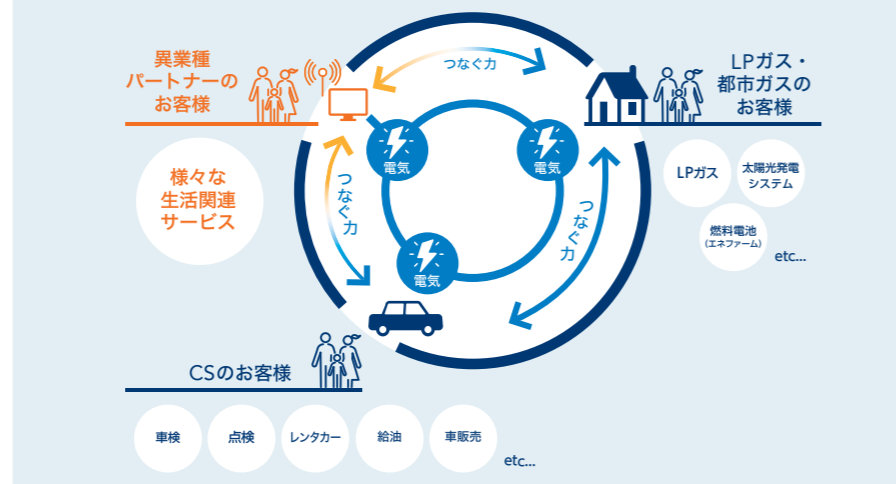 異業種
パートナーの
お客様
つなぐ力
LPガス・
都市ガスの
お客様
電気
電気
様々な
生活関連
サービス
つなぐ力
つなぐ力
LPガス
太陽光発電
システム
燃料電池
(エネファーム)
etc...
電気
CSのお客様
車検
点検
レンタカー
給油
車販売
etc...